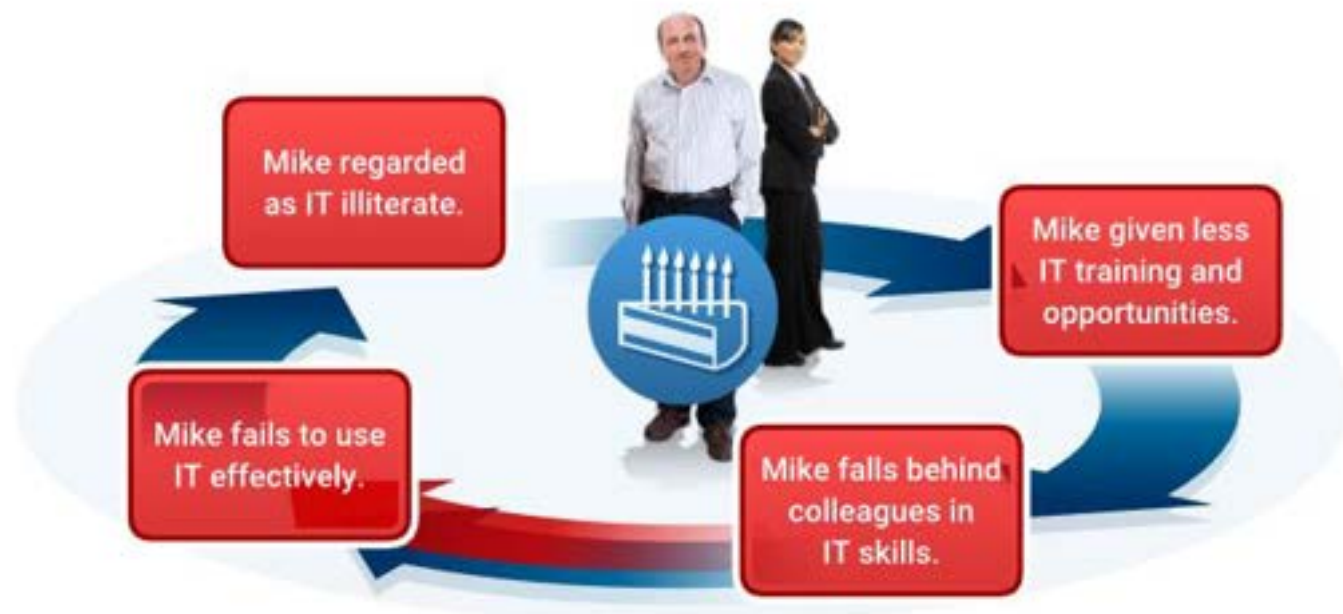 Mike regarded
as IT illiterate.
Mike given less
IT training and
opportunities.
Mike falls behind
colleagues in
IT skills.
Mike fails to use
IT effectively.